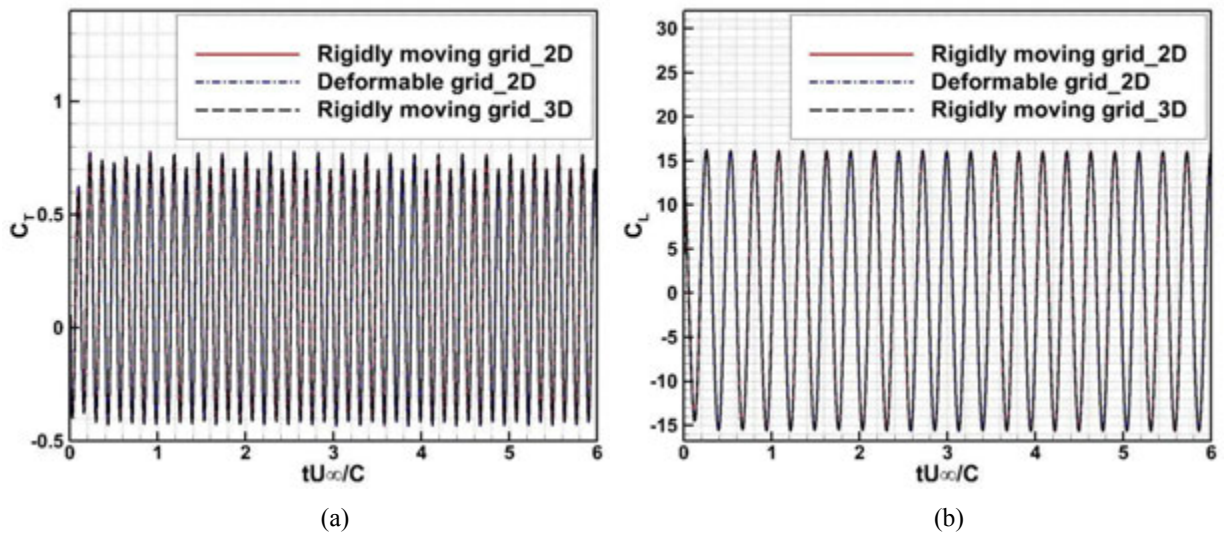 Rigidly moving grid_2D
Deformable grid_2D
Rigidly moving grid_3D
1
0.5
0
-0.5
C_T
0 1 2 3 4 5 6
tU∞/C
(a)
Rigidly moving grid_2D
Deformable grid_2D
Rigidly moving grid_3D
30
25
20
15
10
5
0
-5
-10
-15
C_L
0 1 2 3 4 5 6
tU∞/C
(b)